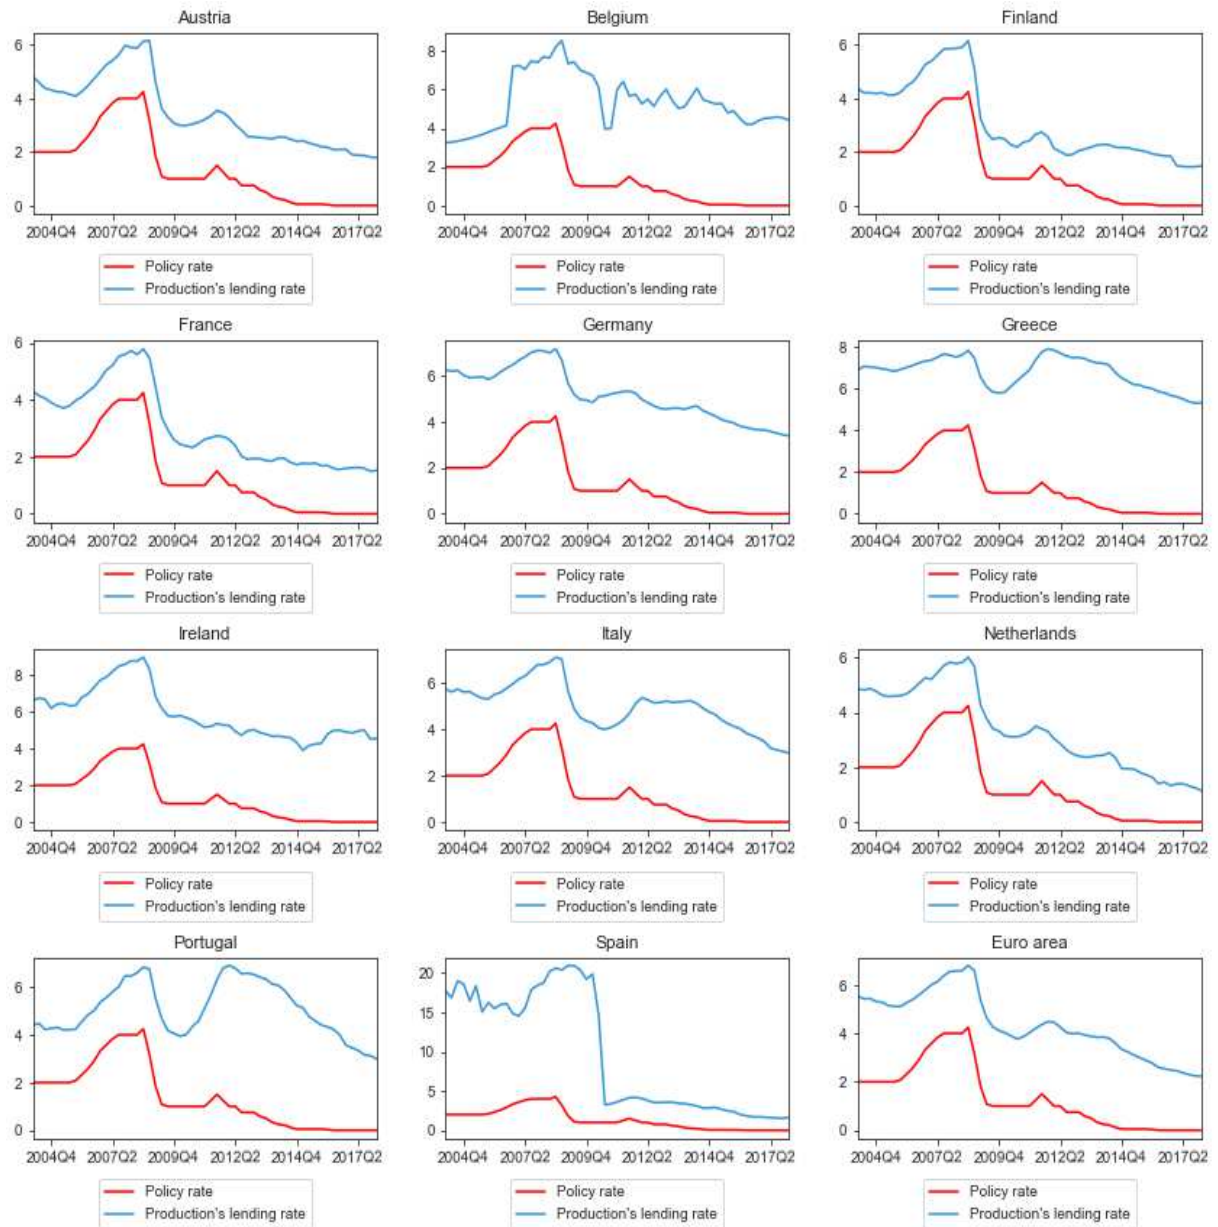 Austria
Belgium
Finland
6
4
2
0
2004Q4 2007Q2 2009Q4 2012Q2 2014Q4 2017Q2
Policy rate
Production's lending rate
8
6
4
2
0
2004Q4 2007Q2 2009Q4 2012Q2 2014Q4 2017Q2
Policy rate
Production's lending rate
6
4
2
0
2004Q4 2007Q2 2009Q4 2012Q2 2014Q4 2017Q2
Policy rate
Production's lending rate
France
Germany
Greece
6
4
2
0
2004Q4 2007Q2 2009Q4 2012Q2 2014Q4 2017Q2
Policy rate
Production's lending rate
6
4
2
0
2004Q4 2007Q2 2009Q4 2012Q2 2014Q4 2017Q2
Policy rate
Production's lending rate
8
6
4
2
0
2004Q4 2007Q2 2009Q4 2012Q2 2014Q4 2017Q2
Policy rate
Production's lending rate
Ireland
Italy
Netherlands
8
6
4
2
0
2004Q4 2007Q2 2009Q4 2012Q2 2014Q4 2017Q2
Policy rate
Production's lending rate
6
4
2
0
2004Q4 2007Q2 2009Q4 2012Q2 2014Q4 2017Q2
Policy rate
Production's lending rate
6
4
2
0
2004Q4 2007Q2 2009Q4 2012Q2 2014Q4 2017Q2
Policy rate
Production's lending rate
Portugal
Spain
Euro area
6
4
2
0
2004Q4 2007Q2 2009Q4 2012Q2 2014Q4 2017Q2
Policy rate
Production's lending rate
20
15
10
5
0
2004Q4 2007Q2 2009Q4 2012Q2 2014Q4 2017Q2
Policy rate
Production's lending rate
6
4
2
0
2004Q4 2007Q2 2009Q4 2012Q2 2014Q4 2017Q2
Policy rate
Production's lending rate